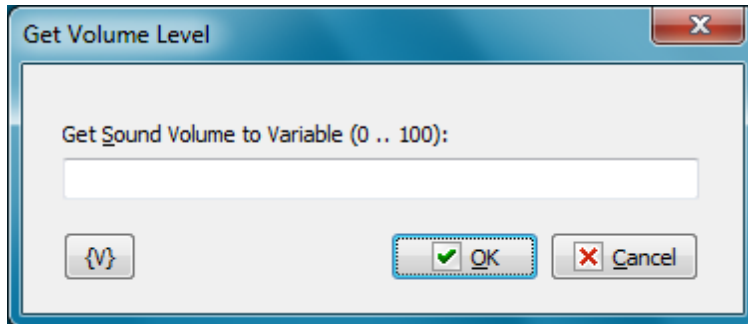 Get Volume Level
Get Sound Volume to Variable (0 .. 100):
{V}
OK
Cancel